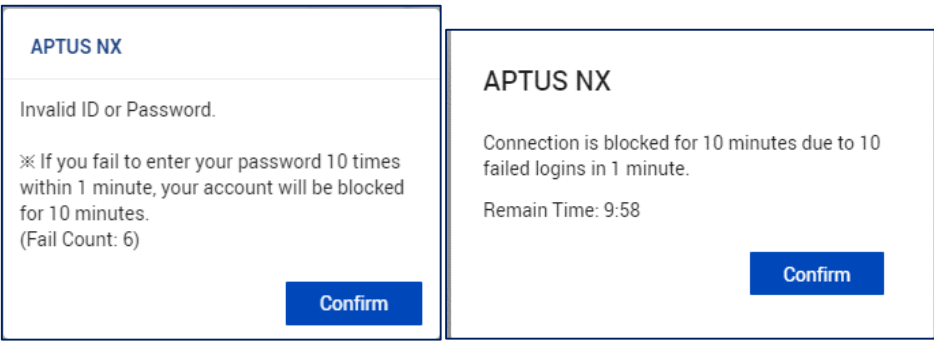 APTUS NX
Invalid ID or Password.
※ If you fail to enter your password 10 times
within 1 minute, your account will be blocked
for 10 minutes.
(Fail Count: 6)
Confirm
APTUS NX
Connection is blocked for 10 minutes due to 10
failed logins in 1 minute.
Remain Time: 9:58
Confirm